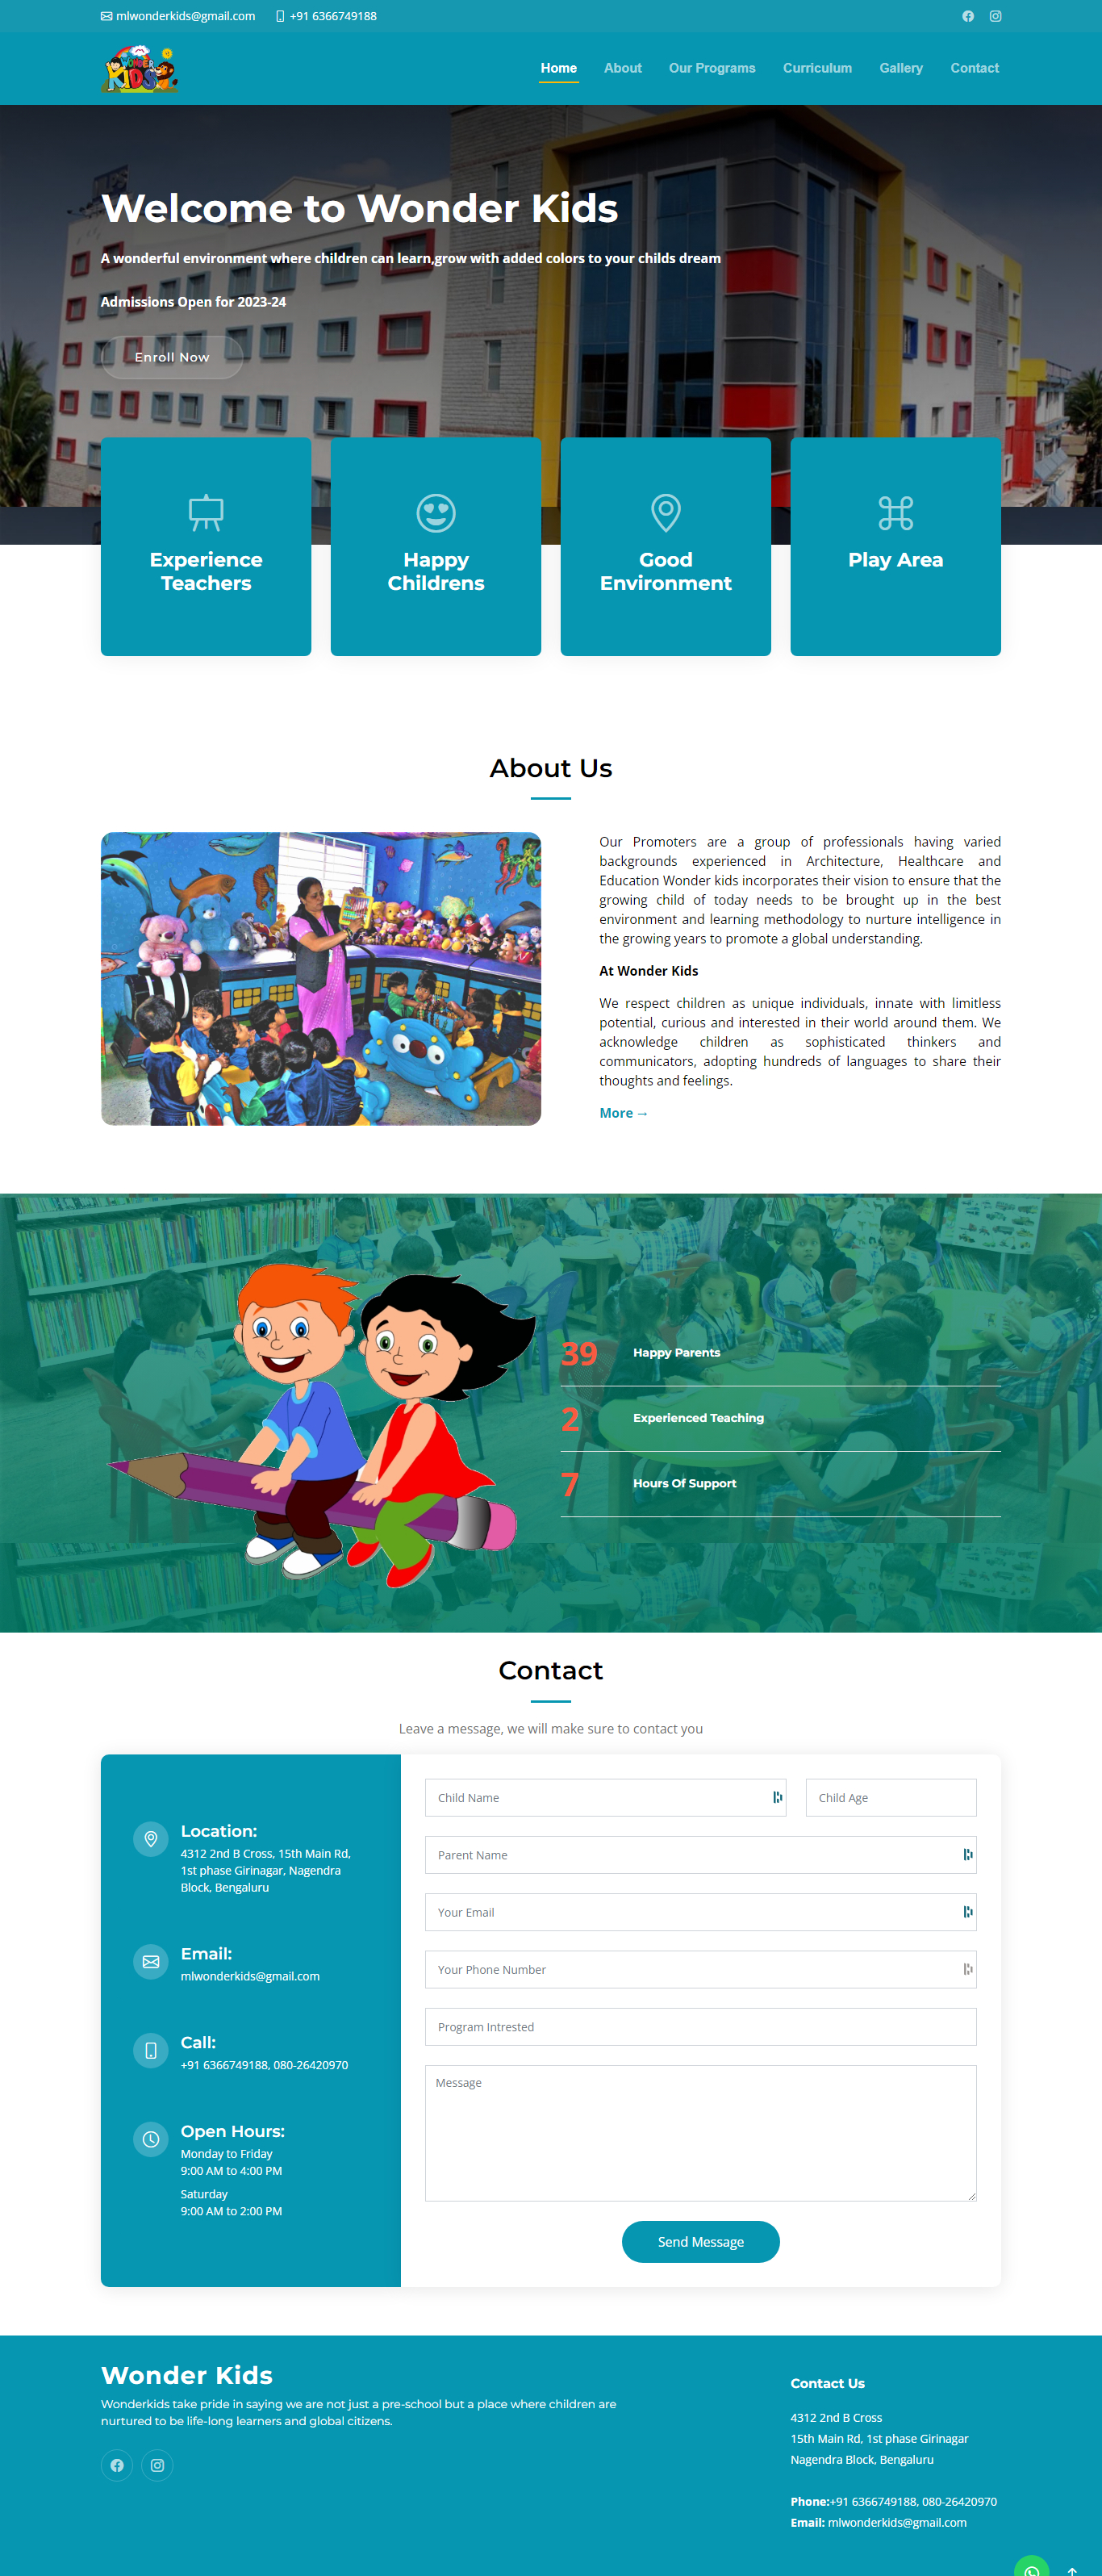 mlwonderkids@gmail.com +91 6366749188
WONDER
KIDS
Home About Our Programs Curriculum Gallery Contact
Welcome to Wonder Kids
A wonderful environment where children can learn,grow with added colors to your childs dream
Admissions Open for 2023-24
Enroll Now
Experience
Teachers
Happy
Childrens
Good
Environment
Play Area
About Us
Our Promoters are a group of professionals having varied
backgrounds experienced in Architecture, Healthcare and
Education Wonder kids incorporates their vision to ensure that the
growing child of today needs to be brought up in the best
environment and learning methodology to nurture intelligence in
the growing years to promote a global understanding.
At Wonder Kids
We respect children as unique individuals, innate with limitless
potential, curious and interested in their world around them. We
acknowledge children as sophisticated thinkers and
communicators, adopting hundreds of languages to share their
thoughts and feelings.
More →
39 Happy Parents
2 Experienced Teaching
7 Hours Of Support
Contact
Leave a message, we will make sure to contact you
Location:
4312 2nd B Cross, 15th Main Rd,
1st phase Girinagar, Nagendra
Block, Bengaluru
Email:
mlwonderkids@gmail.com
Call:
+91 6366749188, 080-26420970
Open Hours:
Monday to Friday
9:00 AM to 4:00 PM
Saturday
9:00 AM to 2:00 PM
Child Name
Child Age
Parent Name
Your Email
Your Phone Number
Program Intrested
Message
Send Message
Wonder Kids
Wonderkids take pride in saying we are not just a pre-school but a place where children are
nurtured to be life-long learners and global citizens.
Contact Us
4312 2nd B Cross
15th Main Rd, 1st phase Girinagar
Nagendra Block, Bengaluru
Phone:+91 6366749188, 080-26420970
Email: mlwonderkids@gmail.com